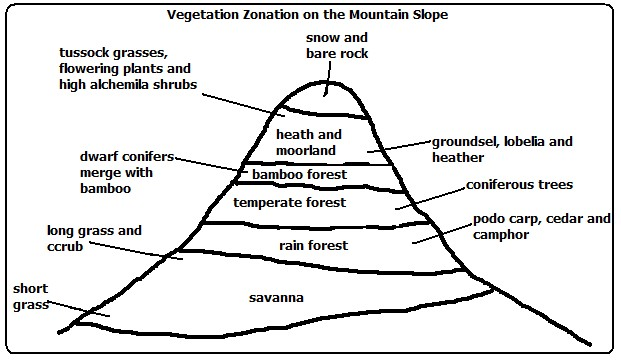 Vegetation Zonation on the Mountain Slope
snow and
bare rock
tussock grasses,
flowering plants and
high alchemila shrubs
heath and
moorland
groundsel, lobelia and
heather
dwarf conifers
merge with
bamboo
bamboo forest
coniferous trees
temperate forest
podo carp, cedar and
camphor
long grass and
ccrub
rain forest
short
grass
savanna